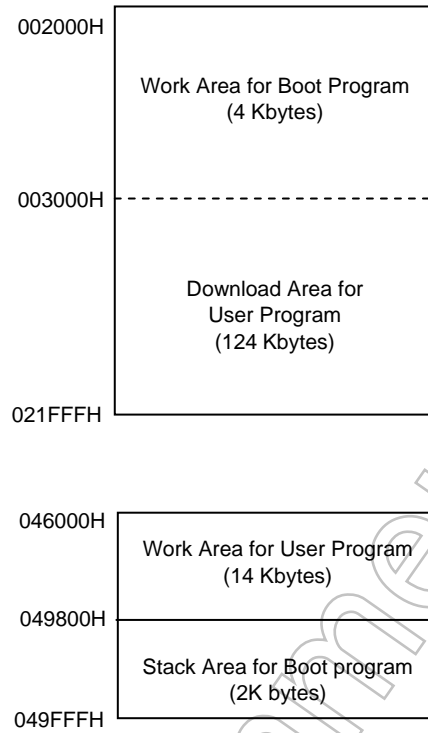 002000H
Work Area for Boot Program
(4 Kbytes)
003000H
Download Area for
User Program
(124 Kbytes)
021FFFH
046000H
Work Area for User Program
(14 Kbytes)
049800H
Stack Area for Boot program
(2K bytes)
049FFFH